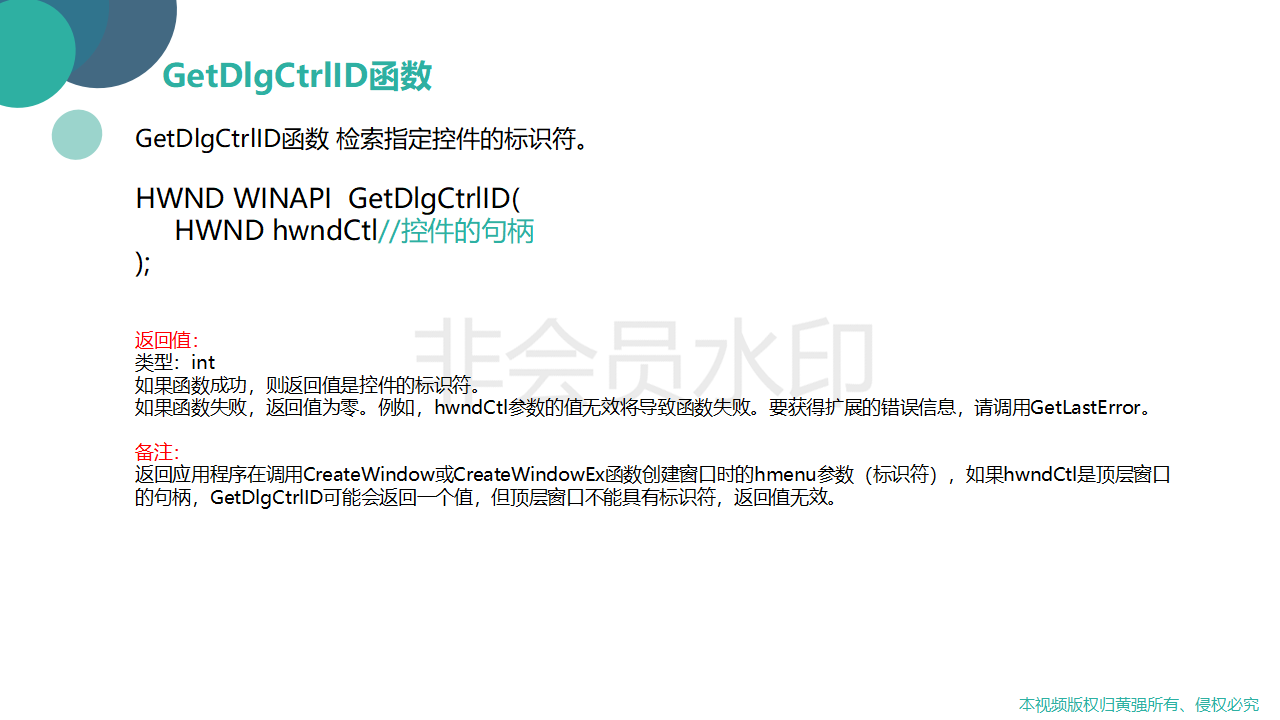 GetDlgCtrlID函数
GetDlgCtrlID函数 检索指定控件的标识符。
HWND WINAPI  GetDlgCtrlID(
HWND hwndCtl//控件的句柄
);
非会员水印
返回值：
类型：int
如果函数成功，则返回值是控件的标识符。
如果函数失败，返回值为零。例如，hwndCtl参数的值无效将导致函数失败。要获得扩展的错误信息，请调用GetLastError。
备注：
返回应用程序在调用CreateWindow或CreateWindowEx函数创建窗口时的hmenu参数（标识符），如果hwndCtl是顶层窗口
的句柄，GetDlgCtrlID可能会返回一个值，但顶层窗口不能具有标识符，返回值无效。
本视频版权归黄强所有、侵权必究